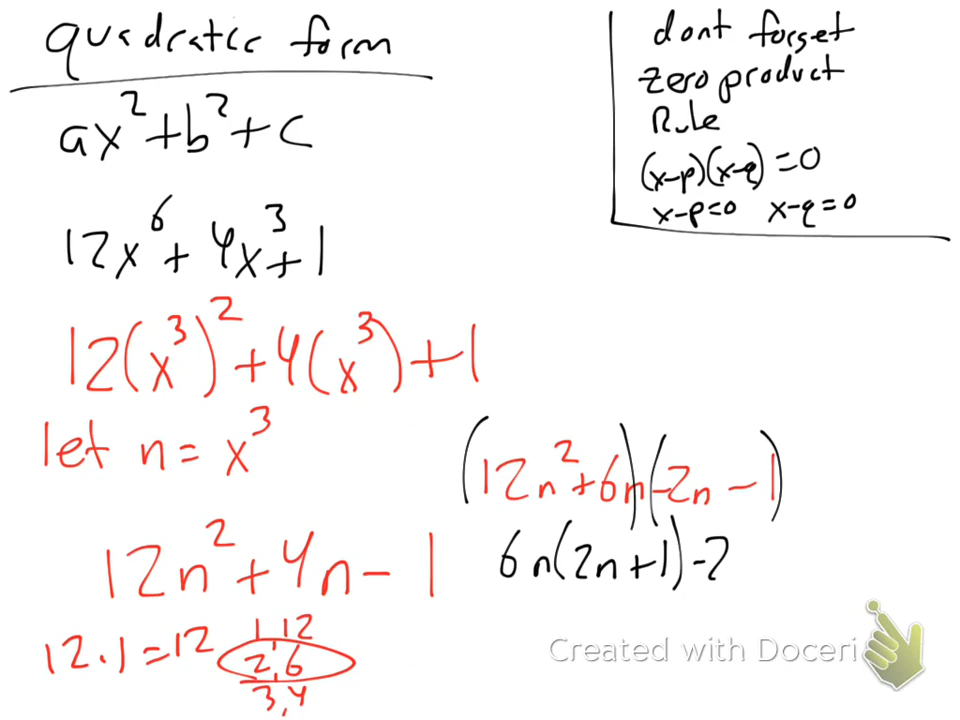 quadratic form
ax²+b²+c
12x⁶+4x³+1
12(x³)²+4(x³)+1
let n=x³
12n²+4n-1
12·1=12
1,12
2,6
3,4
dont forget
zero product
Rule
(x-p)(x-q)=0
x-p=0 x-q=0
(12n²+6n)(-2n-1)
6n(2n+1)-2
Created with Doceri